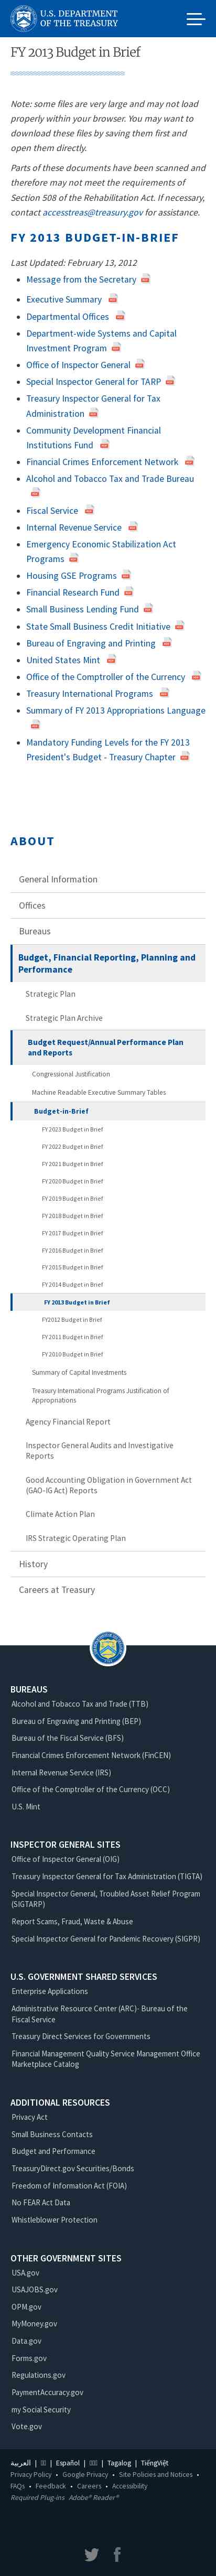 U.S. DEPARTMENT
OF THE TREASURY
FY 2013 Budget in Brief
Note: some files are very large and may not load
properly within your browser. You may want to
download these files by saving them first and
then opening them.
Parts of these documents have been scanned and
therefore may not meet the requirements of
Section 508 of the Rehabilitation Act. If needed,
contact accesstreas@treasury.gov for assistance.
FY 2013 BUDGET-IN-BRIEF
Last Updated: February 13, 2012
Message from the Secretary
Executive Summary
Departmental Offices
Department-wide Systems and Capital
Investment Program
Office of Inspector General
Special Inspector General for TARP
Treasury Inspector General for Tax
Administration
Community Development Financial
Institutions Fund
Financial Crimes Enforcement Network
Alcohol and Tobacco Tax and Trade Bureau
Fiscal Service
Internal Revenue Service
Emergency Economic Stabilization Act
Programs
Housing GSE Programs
Financial Research Fund
Small Business Lending Fund
State Small Business Credit Initiative
Bureau of Engraving and Printing
United States Mint
Office of the Comptroller of the Currency
Treasury International Programs
Summary of FY 2013 Appropriations Language
Mandatory Funding Levels for the FY 2013
President's Budget - Treasury Chapter
ABOUT
General Information
Offices
Bureaus
Budget, Financial Reporting, Planning and
Performance
Strategic Plan
Strategic Plan Archive
Budget Request/Annual Performance Plan
and Reports
Congressional Justification
Machine Readable Executive Summary Tables
Budget-in-Brief
FY 2023 Budget in Brief
FY 2022 Budget in Brief
FY 2021 Budget in Brief
FY 2020 Budget in Brief
FY 2019 Budget in Brief
FY 2018 Budget in Brief
FY 2017 Budget in Brief
FY 2016 Budget in Brief
FY 2015 Budget in Brief
FY 2014 Budget in Brief
FY 2013 Budget in Brief
FY2012 Budget in Brief
FY 2011 Budget in Brief
FY 2010 Budget in Brief
Summary of Capital Investments
Treasury International Programs Justification of
Appropriations
Agency Financial Report
Inspector General Audits and Investigative
Reports
Good Accounting Obligation in Government Act
(GAO-IG Act) Reports
Climate Action Plan
IRS Strategic Operating Plan
History
Careers at Treasury
BUREAUS
Alcohol and Tobacco Tax and Trade (TTB)
Bureau of Engraving and Printing (BEP)
Bureau of the Fiscal Service (BFS)
Financial Crimes Enforcement Network (FinCEN)
Internal Revenue Service (IRS)
Office of the Comptroller of the Currency (OCC)
U.S. Mint
INSPECTOR GENERAL SITES
Office of Inspector General (OIG)
Treasury Inspector General for Tax Administration (TIGTA)
Special Inspector General, Troubled Asset Relief Program
(SIGTARP)
Report Scams, Fraud, Waste & Abuse
Special Inspector General for Pandemic Recovery (SIGPR)
U.S. GOVERNMENT SHARED SERVICES
Enterprise Applications
Administrative Resource Center (ARC)- Bureau of the
Fiscal Service
Treasury Direct Services for Governments
Financial Management Quality Service Management Office
Marketplace Catalog
ADDITIONAL RESOURCES
Privacy Act
Small Business Contacts
Budget and Performance
TreasuryDirect.gov Securities/Bonds
Freedom of Information Act (FOIA)
No FEAR Act Data
Whistleblower Protection
OTHER GOVERNMENT SITES
USA.gov
USAJOBS.gov
OPM.gov
MyMoney.gov
Data.gov
Forms.gov
Regulations.gov
PaymentAccuracy.gov
my Social Security
Vote.gov
العربية | | Español | | Tagalog | TiếngViệt
Privacy Policy • Google Privacy • Site Policies and Notices •
FAQs • Feedback • Careers • Accessibility
Required Plug-ins Adobe® Reader®